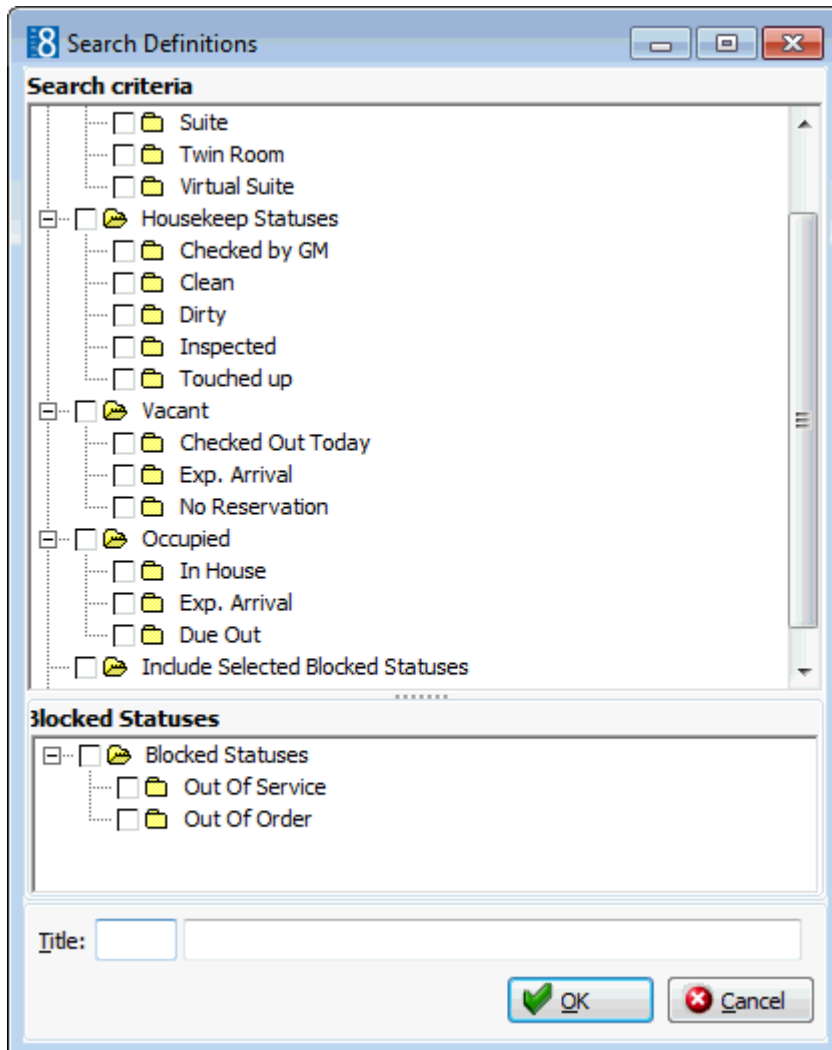 8 Search Definitions
Search criteria
Suite
Twin Room
Virtual Suite
Housekeep Statuses
Checked by GM
Clean
Dirty
Inspected
Touched up
Vacant
Checked Out Today
Exp. Arrival
No Reservation
Occupied
In House
Exp. Arrival
Due Out
Include Selected Blocked Statuses
Blocked Statuses
Blocked Statuses
Out Of Service
Out Of Order
Title:
OK Cancel